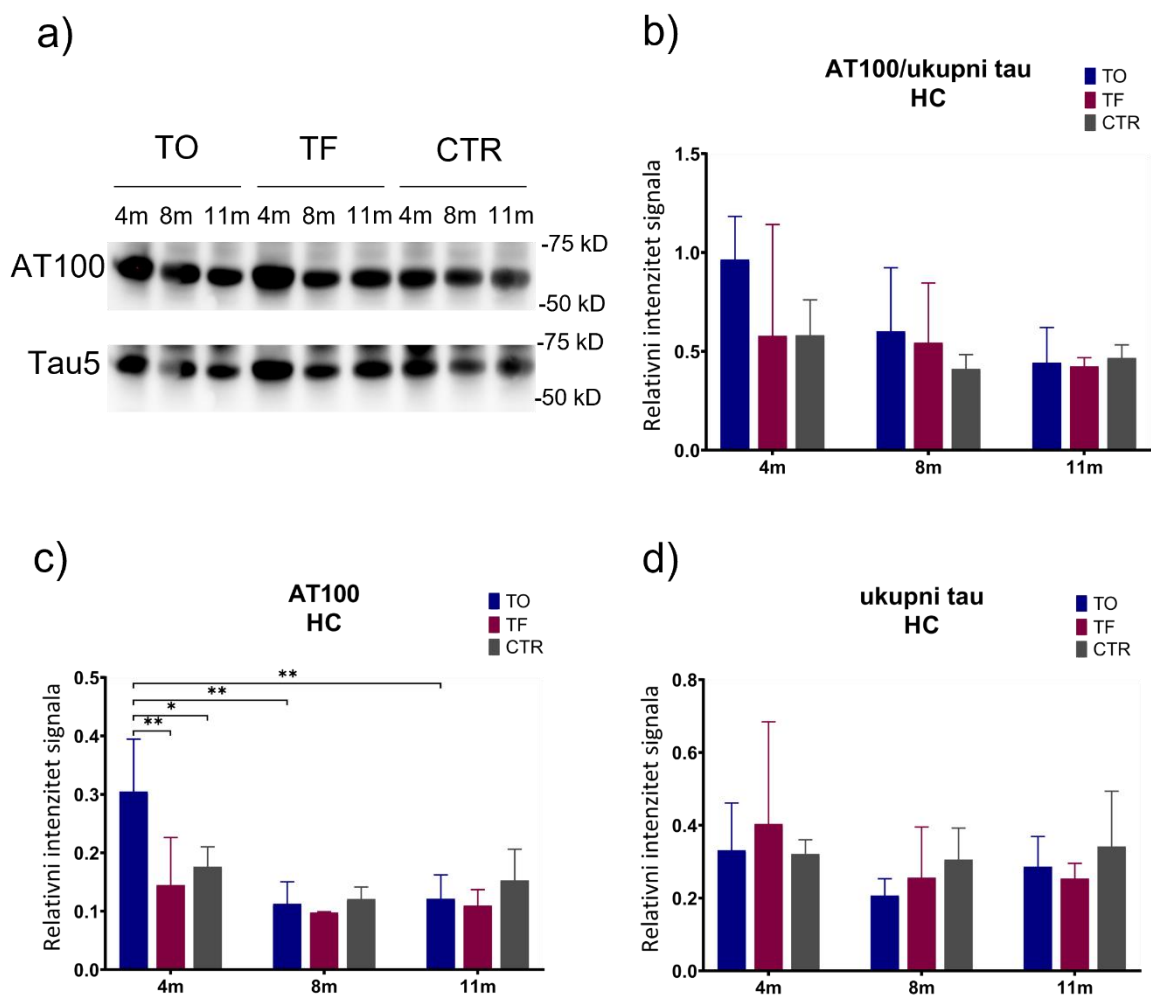 a)
TO TF CTR
4m 8m 11m 4m 8m 11m 4m 8m 11m
-75 kD
AT100
-50 kD
-75 kD
Tau5
-50 kD
b)
AT100/ukupni tau
HC
TO
TF
CTR
Relativni intenzitet signala
1.5
1.0
0.5
0.0
4m 8m 11m
c)
AT100
HC
TO
TF
CTR
Relativni intenzitet signala
0.5
0.4
0.3
0.2
0.1
0.0
**
**
*
**
4m 8m 11m
d)
ukupni tau
HC
TO
TF
CTR
Relativni intenzitet signala
0.8
0.6
0.4
0.2
0.0
4m 8m 11m